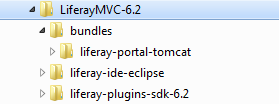 LiferayMVC-6.2
bundles
liferay-portal-tomcat
liferay-ide-eclipse
liferay-plugins-sdk-6.2